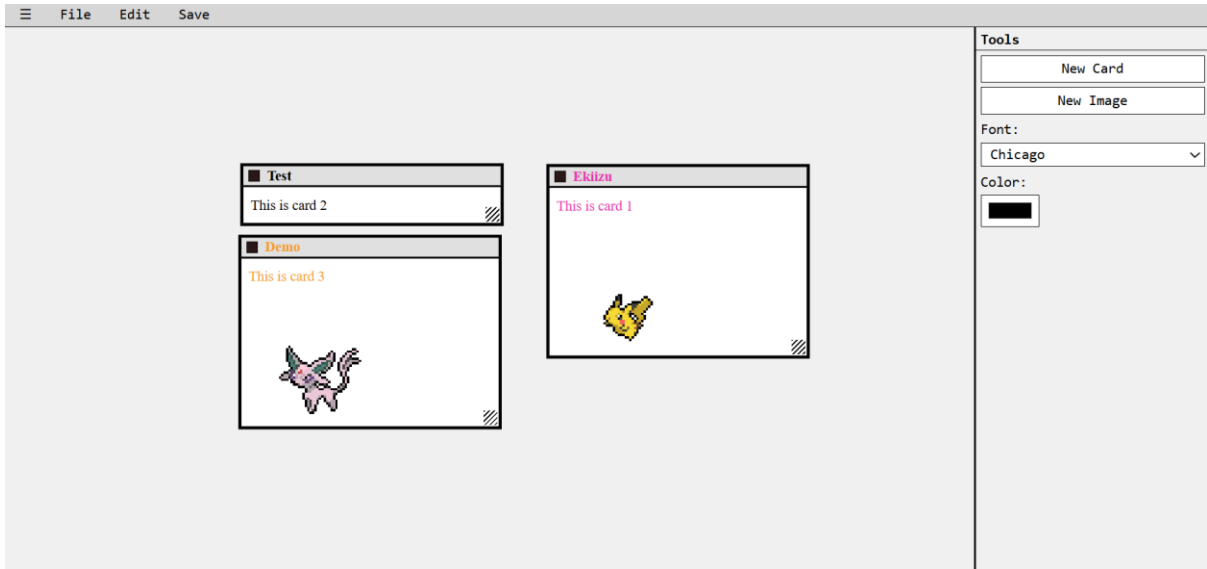 ☰ File Edit Save
Test
This is card 2
Demo
This is card 3
Ekiizu
This is card 1
Tools
New Card
New Image
Font:
Chicago
Color: